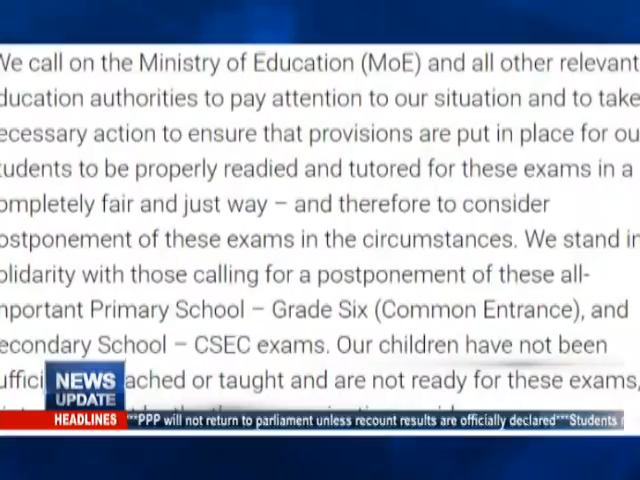 We call on the Ministry of Education (MoE) and all other relevant
ducation authorities to pay attention to our situation and to take
ecessary action to ensure that provisions are put in place for ou
tudents to be properly readied and tutored for these exams in a
ompletely fair and just way – and therefore to consider
ostponement of these exams in the circumstances. We stand in
olidarity with those calling for a postponement of these all-
mportant Primary School – Grade Six (Common Entrance), and
econdary School – CSEC exams. Our children have not been
uffici ached or taught and are not ready for these exams,
NEWS
UPDATE
HEADLINES ***PPP will not return to parliament unless recount results are officially declared***Students